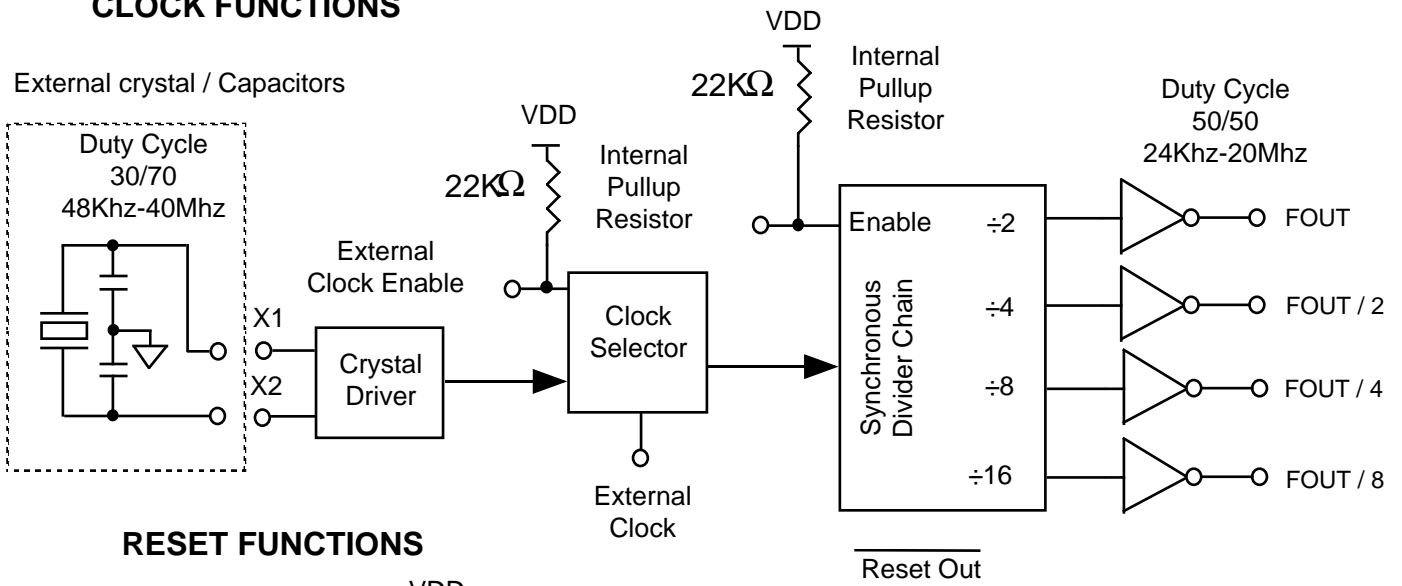 CLOCK FUNCTIONS
External crystal / Capacitors
Duty Cycle
30/70
48Khz-40Mhz
X1
X2
Crystal
Driver
External
Clock Enable
VDD
22KΩ
Internal
Pullup
Resistor
Clock
Selector
External
Clock
VDD
22KΩ
Internal
Pullup
Resistor
Enable
Synchronous
Divider Chain
÷2
÷4
÷8
÷16
Duty Cycle
50/50
24Khz-20Mhz
FOUT
FOUT / 2
FOUT / 4
FOUT / 8
RESET FUNCTIONS
VDD
Reset Out